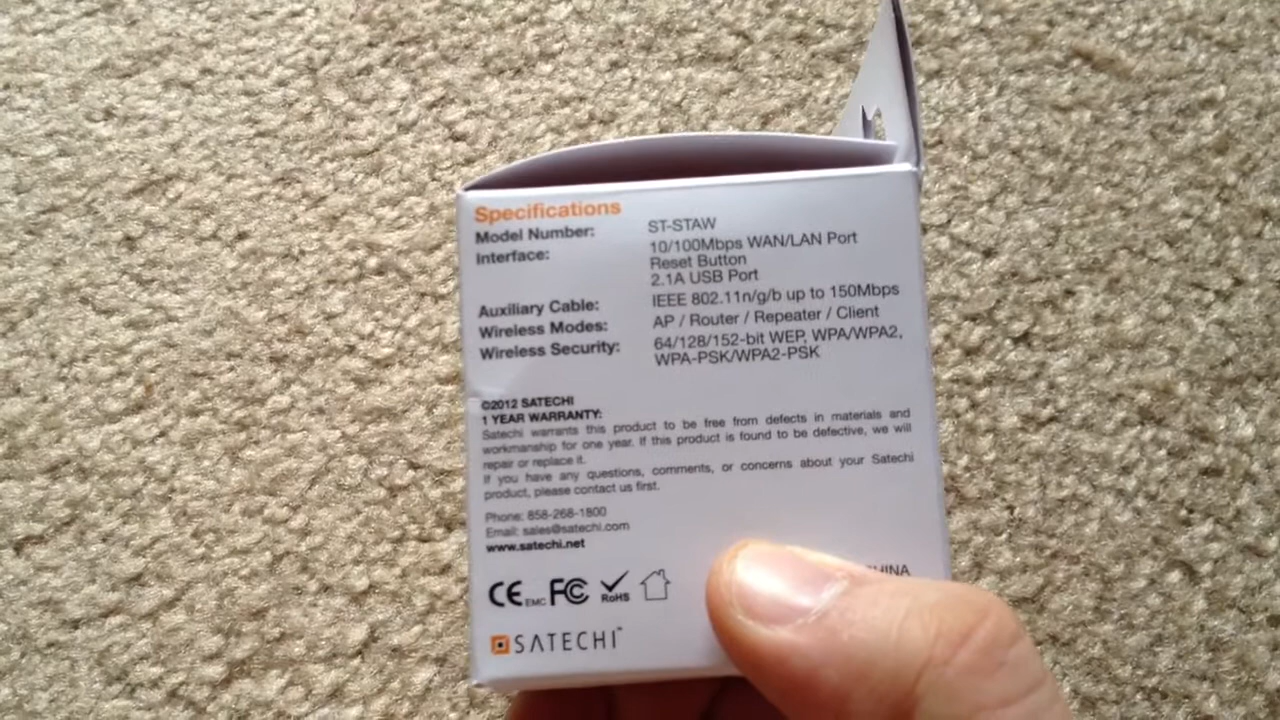 Specifications
Model Number: ST-STAW
Interface: 10/100Mbps WAN/LAN Port
Reset Button
2.1A USB Port
Auxiliary Cable: IEEE 802.11n/g/b up to 150Mbps
Wireless Modes: AP / Router / Repeater / Client
Wireless Security: 64/128/152-bit WEP, WPA/WPA2,
WPA-PSK/WPA2-PSK
©2012 SATECHI
1 YEAR WARRANTY:
Satechi warrants this product to be free from defects in materials and
workmanship for one year. If this product is found to be defective, we will
repair or replace it.
If you have any questions, comments, or concerns about your Satechi
product, please contact us first.
Phone: 858-268-1800
Email: sales@satechi.com
www.satechi.net
CE EMC FC RoHS
SATECHI™